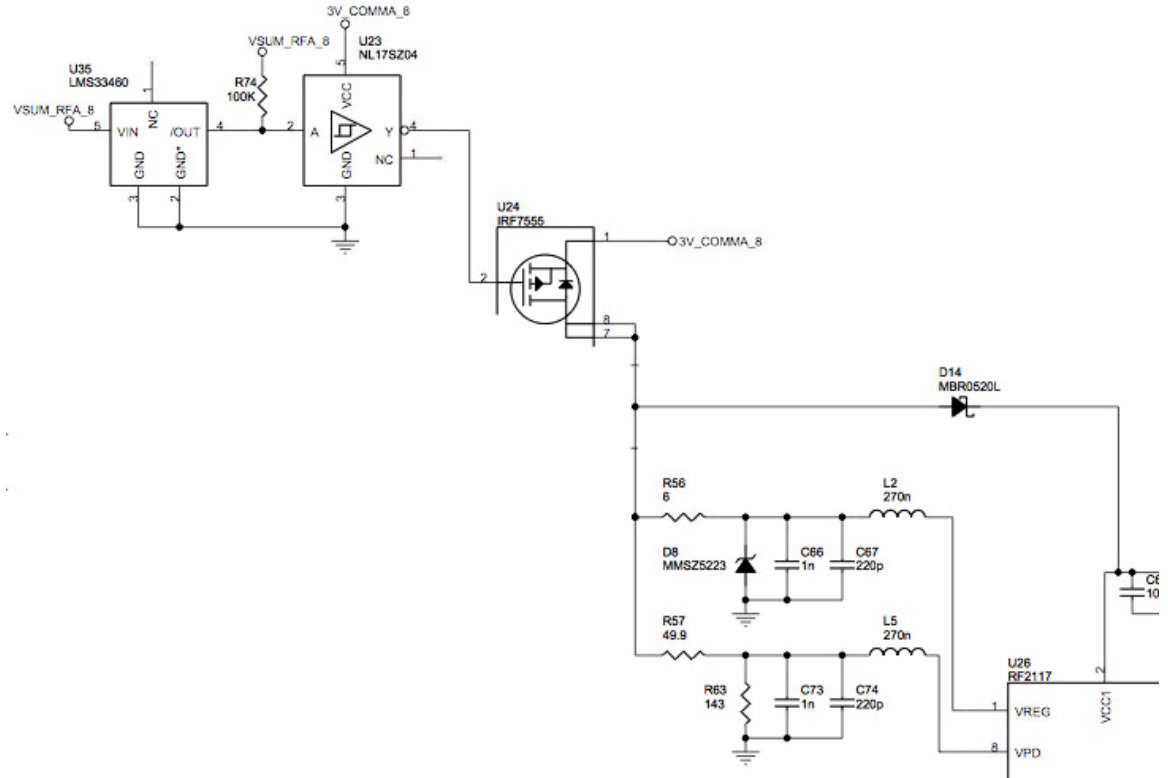 3V_COMMA_8
VSUM_RFA_8
U23
NL17SZ04
U35
LMS33460
R74
100K
VSUM_RFA_8
1
NC
5
VIN
/OUT
4
GND
GND*
3
2
5
VCC
2
A
Y
4
NC
1
GND
3
U24
IRF7555
1
3V_COMMA_8
2
8
7
D14
MBR0520L
R56
6
L2
270n
D8
MMSZ5223
C66
1n
C67
220p
R57
49.9
L5
270n
R63
143
C73
1n
C74
220p
U26
RF2117
2
VCC1
1
VREG
8
VPD